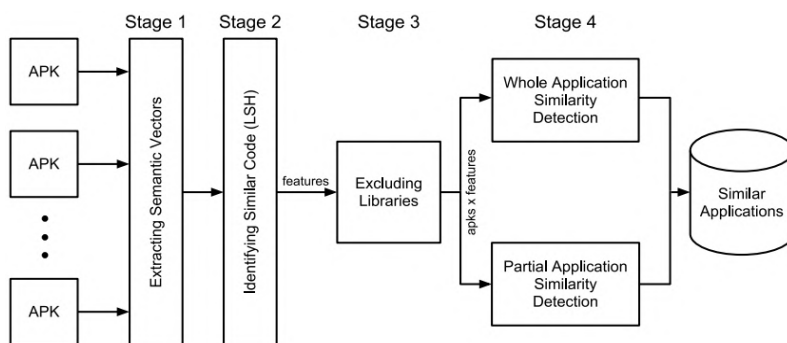 Stage 1
Stage 2
Stage 3
Stage 4
APK
APK
APK
Extracting Semantic Vectors
Identifying Similar Code (LSH)
features
Excluding
Libraries
apks x features
Whole Application
Similarity
Detection
Partial Application
Similarity
Detection
Similar
Applications